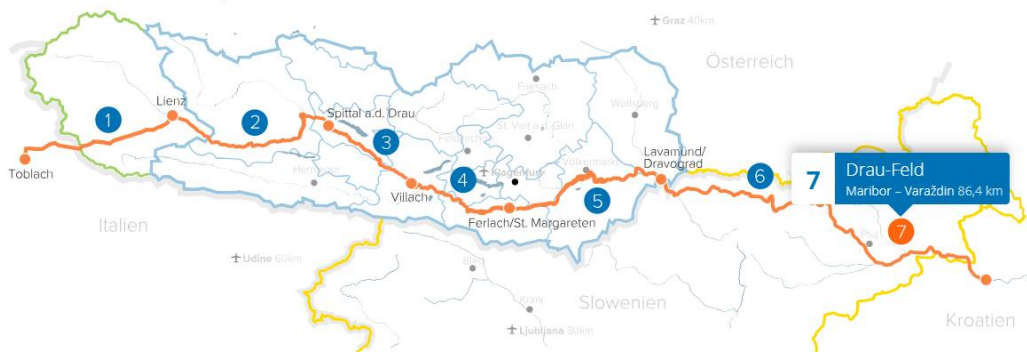 Graz 40km
Österreich
Friesach
Wolfsberg
Lienz
1
2
Spittal a.d. Drau
3
Feldkirchen
St. Veit a.d. Glan
Lavamünd/
Dravograd
Toblach
Hermagor
Klagenfurt
Völkermarkt
4
5
6
7
Drau-Feld
Maribor – Varaždin 86,4 km
Villach
Ferlach/St. Margareten
Italien
7
Ptuj
Udine 60km
Bled
Kranj
Slowenien
Ljubljana 30km
Kroatien